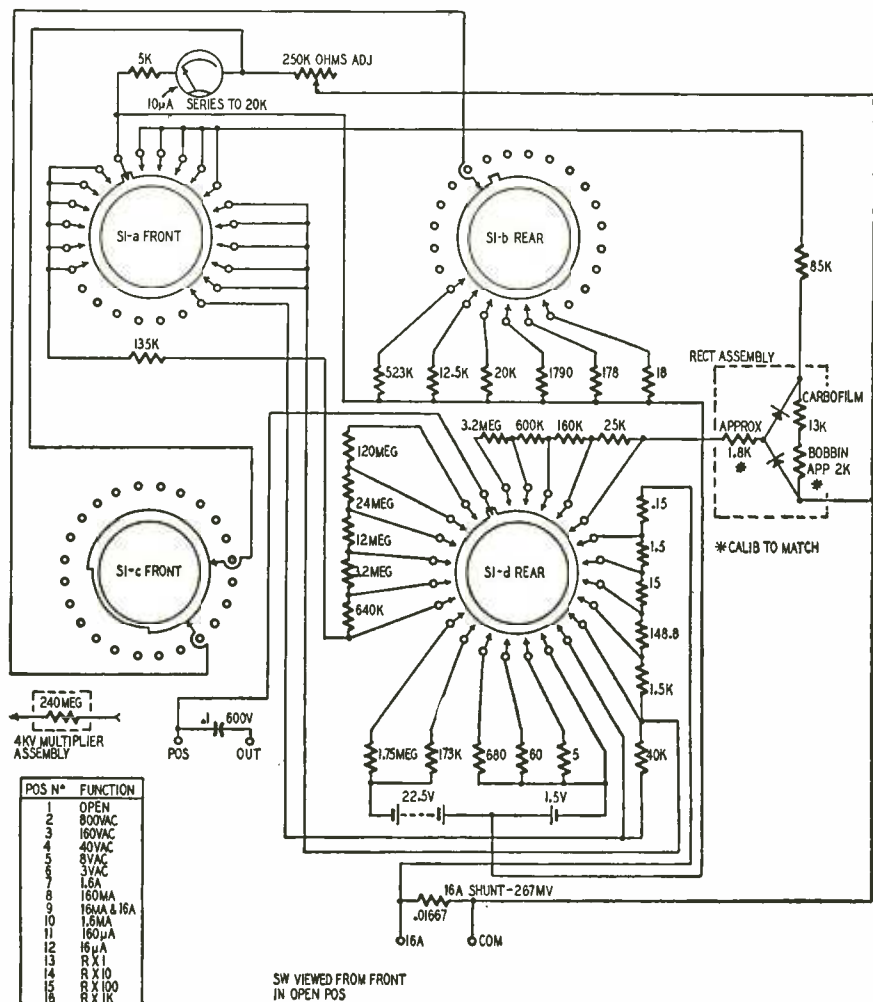 5K
250K OHMS ADJ
10µA SERIES TO 20K
S1-a FRONT
S1-b REAR
85K
135K
523K
12.5K
20K
1790
178
18
RECT ASSEMBLY
CARBOFILM
13K
APPROX
1.8K
*
BOBBIN
APP 2K
*
*CALIB TO MATCH
3.2MEG
600K
160K
25K
120MEG
24MEG
12MEG
3.2MEG
640K
S1-c FRONT
S1-d REAR
.15
1.5
15
148.8
1.5K
40K
240MEG
4KV MULTIPLIER
ASSEMBLY
.1 600V
POS OUT
1.75MEG
173K
680
60
5
22.5V
1.5V
16A SHUNT-267MV
.01667
16A
COM
POS Nº FUNCTION
1 OPEN
2 800VAC
3 160VAC
4 40VAC
5 8VAC
6 3VAC
7 1.6A
8 160MA
9 16MA & 16A
10 1.6MA
11 160µA
12 16µA
13 R X 1
14 R X 10
15 R X 100
16 R X 1K
SW VIEWED FROM FRONT
IN OPEN POS